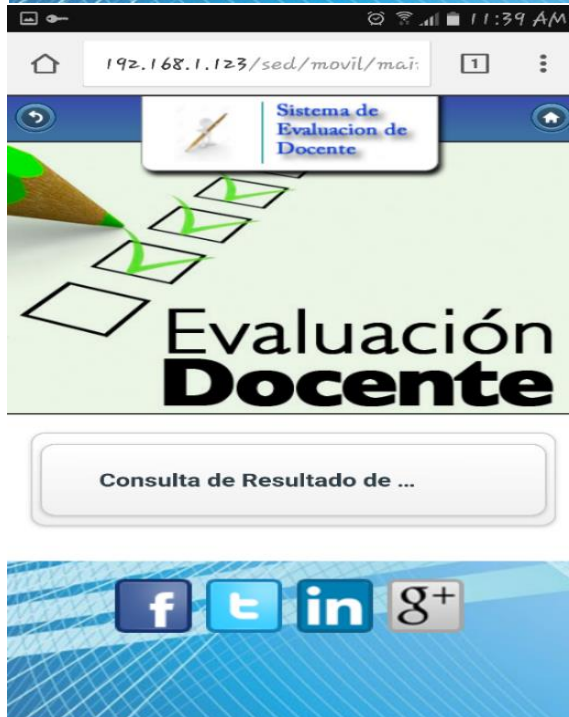 11:39 AM
192.168.1.123/sed/movil/mai
1
Sistema de
Evaluacion de
Docente
Evaluación
Docente
Consulta de Resultado de ...
f t in g+